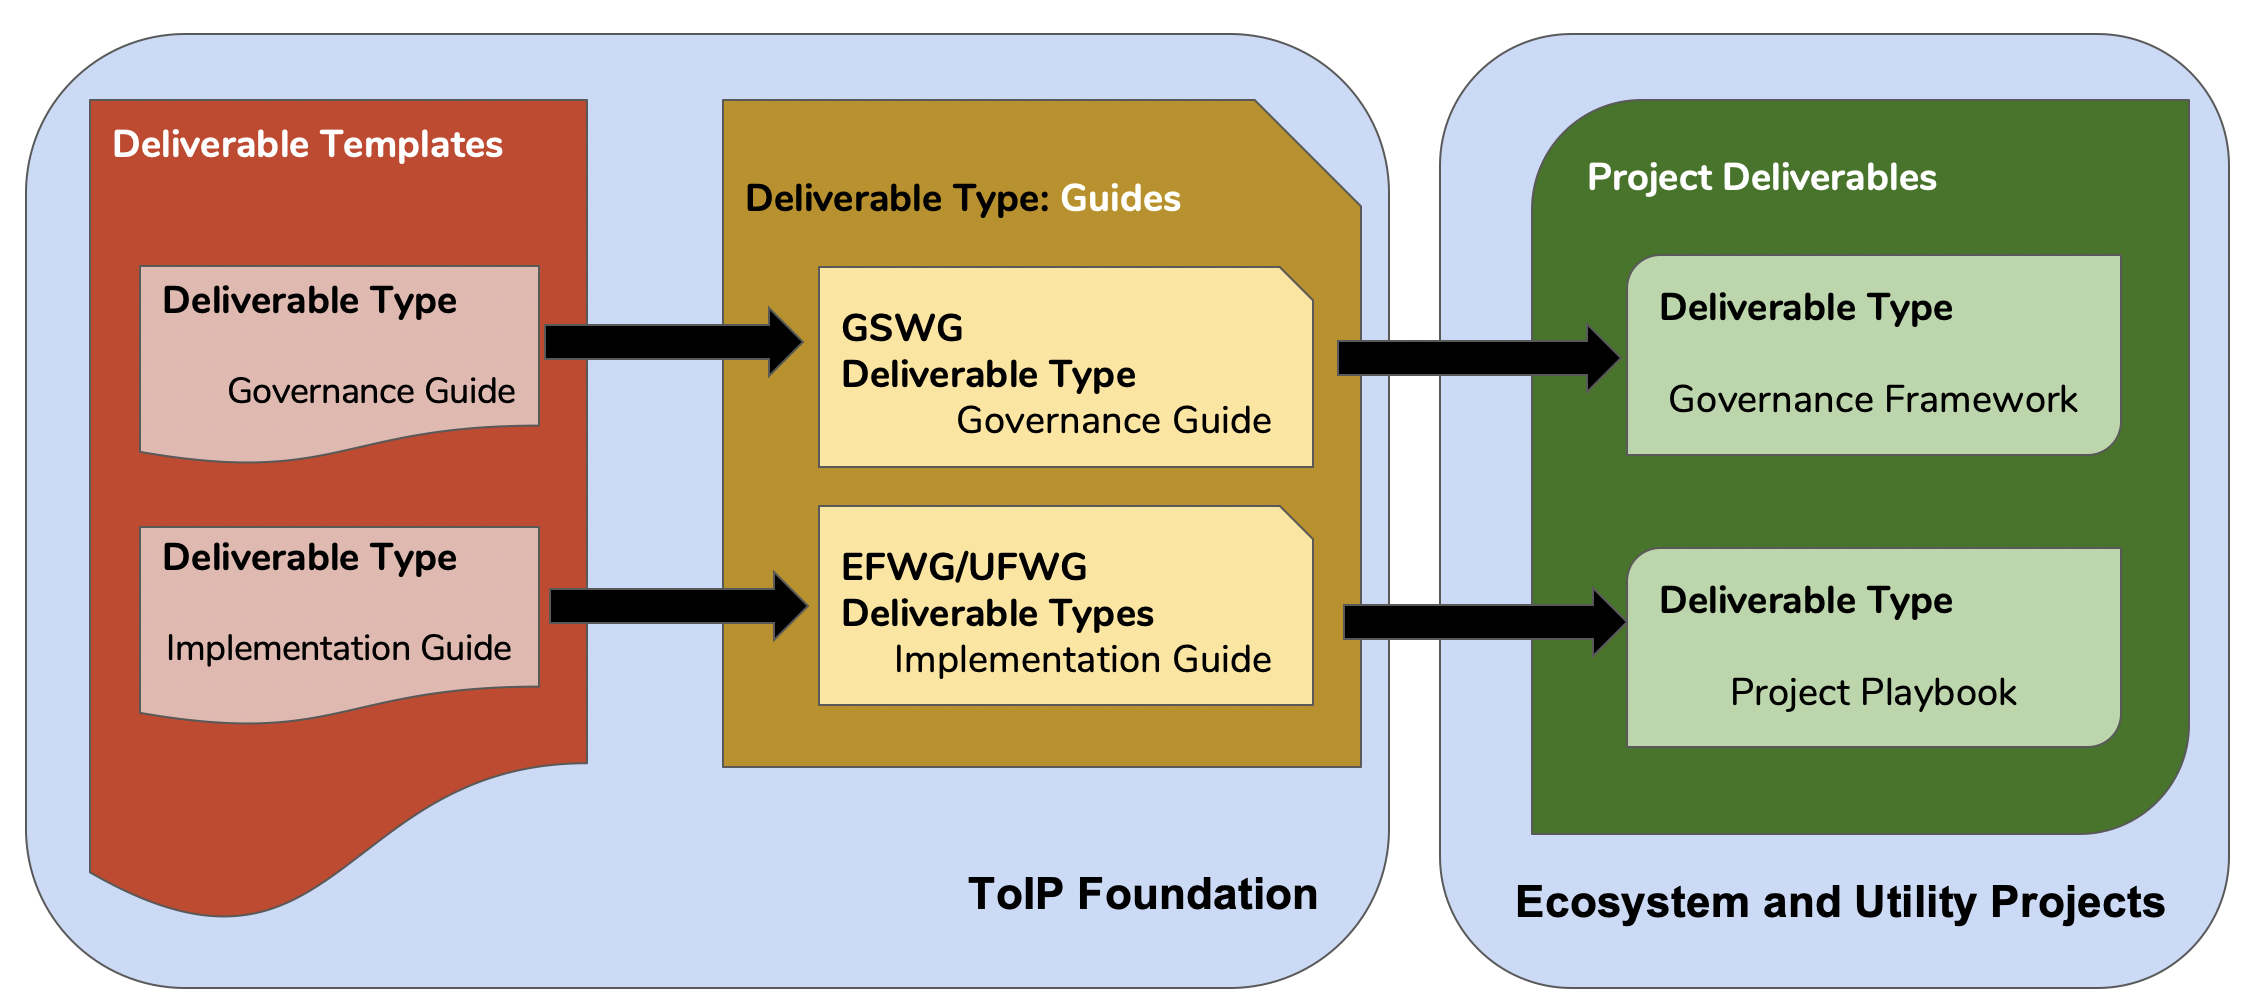 Deliverable Templates
Deliverable Type
Governance Guide
Deliverable Type
Implementation Guide
Deliverable Type: Guides
GSWG
Deliverable Type
Governance Guide
EFWG/UFWG
Deliverable Types
Implementation Guide
ToIP Foundation
Project Deliverables
Deliverable Type
Governance Framework
Deliverable Type
Project Playbook
Ecosystem and Utility Projects